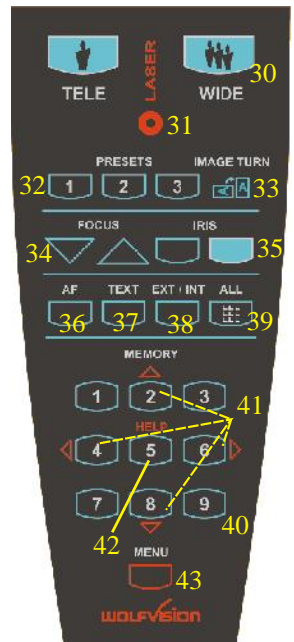 TELE
LASER
WIDE
30
31
PRESETS
IMAGE TURN
32
1
2
3
A
33
FOCUS
IRIS
34
35
AF
TEXT
EXT / INT
ALL
36
37
38
39
MEMORY
1
2
3
41
HELP
4
5
6
7
8
9
40
42
MENU
43
WOLFVISION